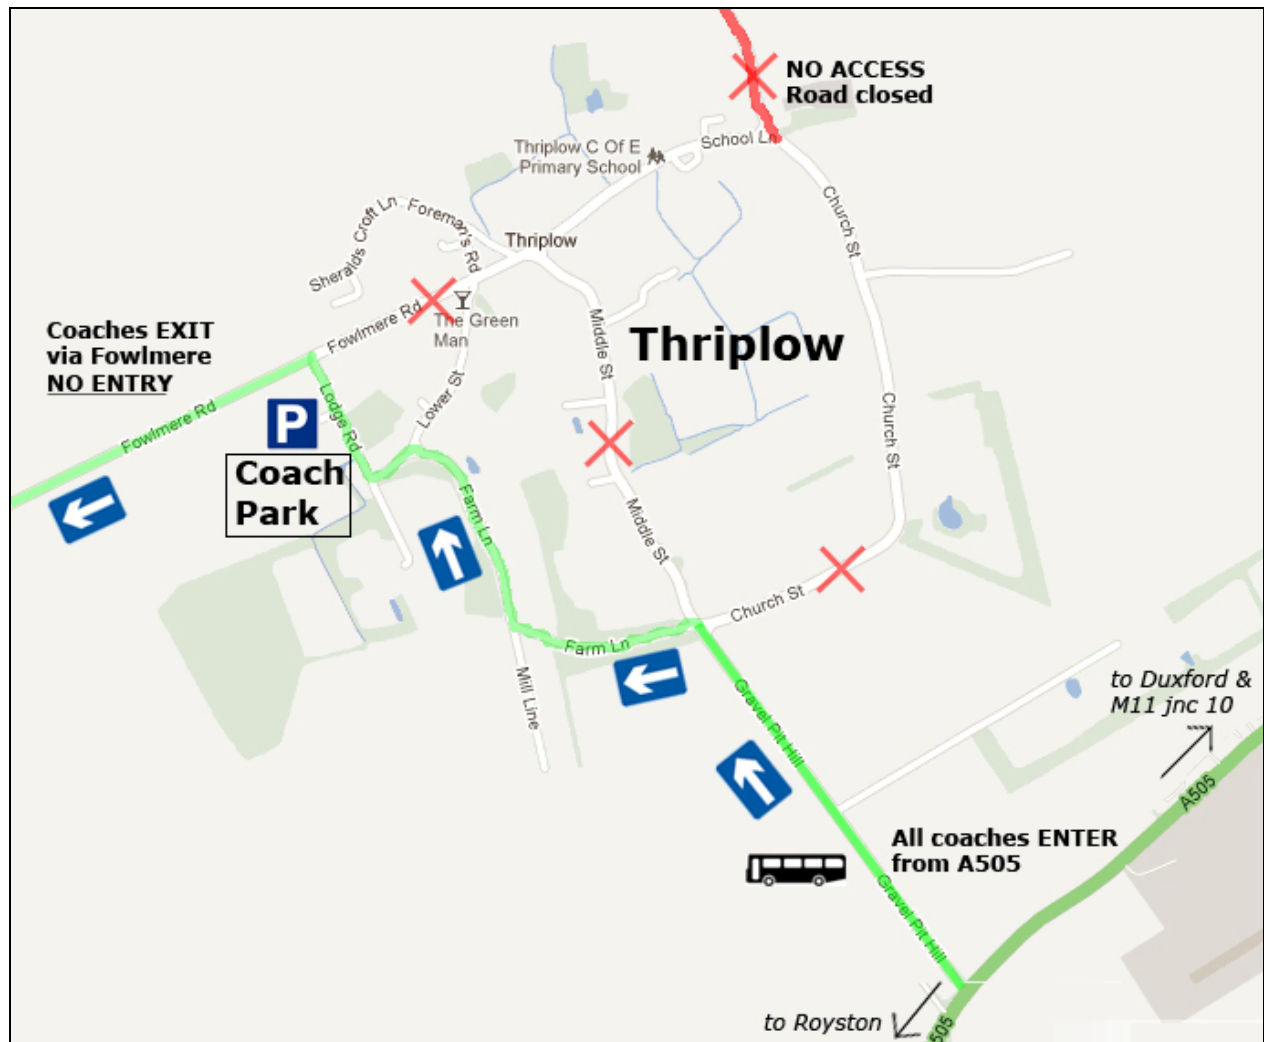 NO ACCESS
Road closed
School Ln
Thriplow C Of E
Primary School
Church St
Sheralds Croft Ln
Foreman's Rd
Thriplow
Fowlmere Rd
The Green
Man
Middle St
Thriplow
Coaches EXIT
via Fowlmere
NO ENTRY
Lodge Rd
Lower St
Fowlmere Rd
P
Coach
Park
Church St
Farm Ln
Middle St
Church St
Farm Ln
Mill Line
Gravel Pit Hill
to Duxford &
M11 jnc 10
A505
All coaches ENTER
from A505
Gravel Pit Hill
to Royston
505